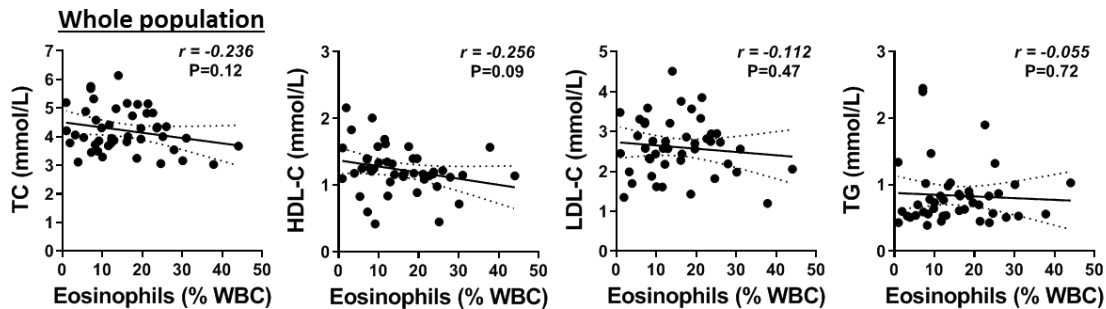 Whole population
r = -0.236
P=0.12
TC (mmol/L)
7
6
5
4
3
2
1
0
0 10 20 30 40 50
Eosinophils (% WBC)
r = -0.256
P=0.09
HDL-C (mmol/L)
3
2
1
0
0 10 20 30 40 50
Eosinophils (% WBC)
r = -0.112
P=0.47
LDL-C (mmol/L)
5
4
3
2
1
0
0 10 20 30 40 50
Eosinophils (% WBC)
r = -0.055
P=0.72
TG (mmol/L)
3
2
1
0
0 10 20 30 40 50
Eosinophils (% WBC)